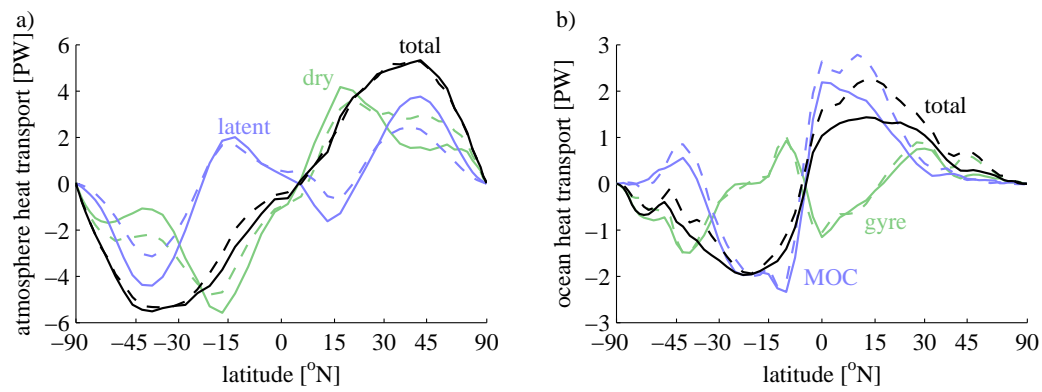 a)
atmosphere heat transport [PW]
6
4
2
0
−2
−4
−6
total
dry
latent
−90 −45 −30 −15 0 15 30 45 90
latitude [°N]
b)
ocean heat transport [PW]
3
2
1
0
−1
−2
−3
total
gyre
MOC
−90 −45 −30 −15 0 15 30 45 90
latitude [°N]